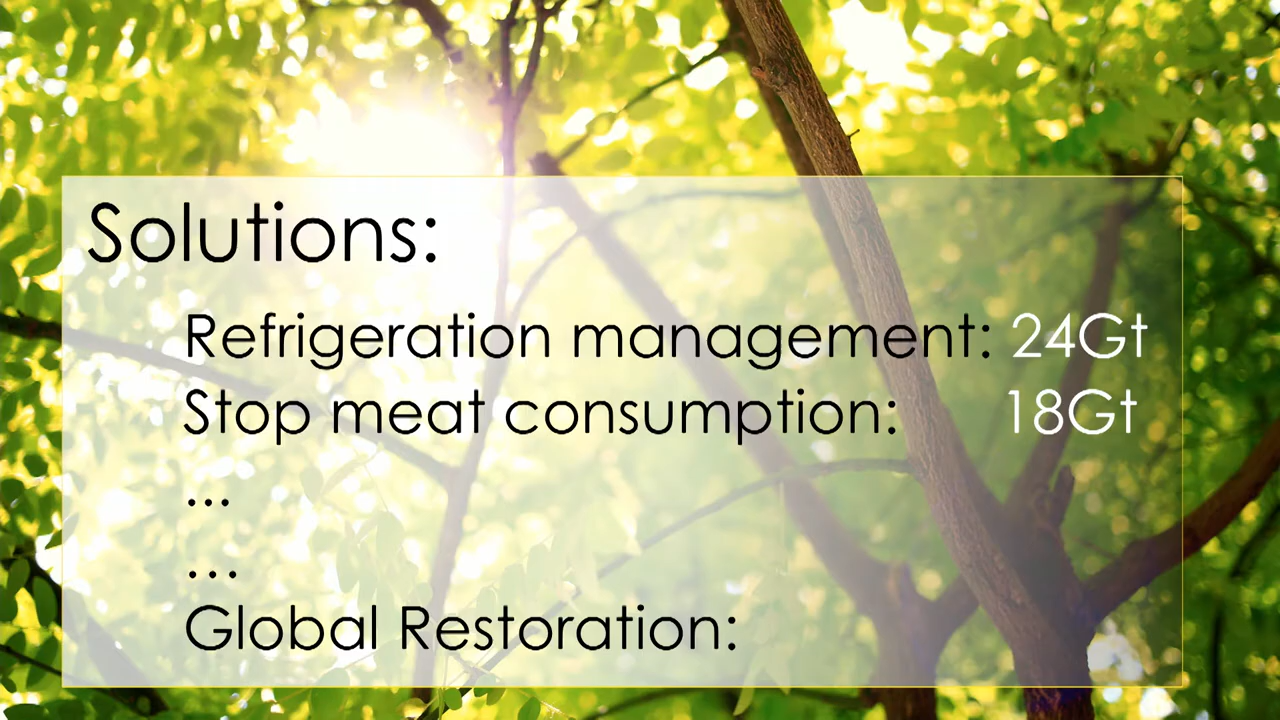 Solutions:
Refrigeration management: 24Gt
Stop meat consumption: 18Gt
...
...
Global Restoration: